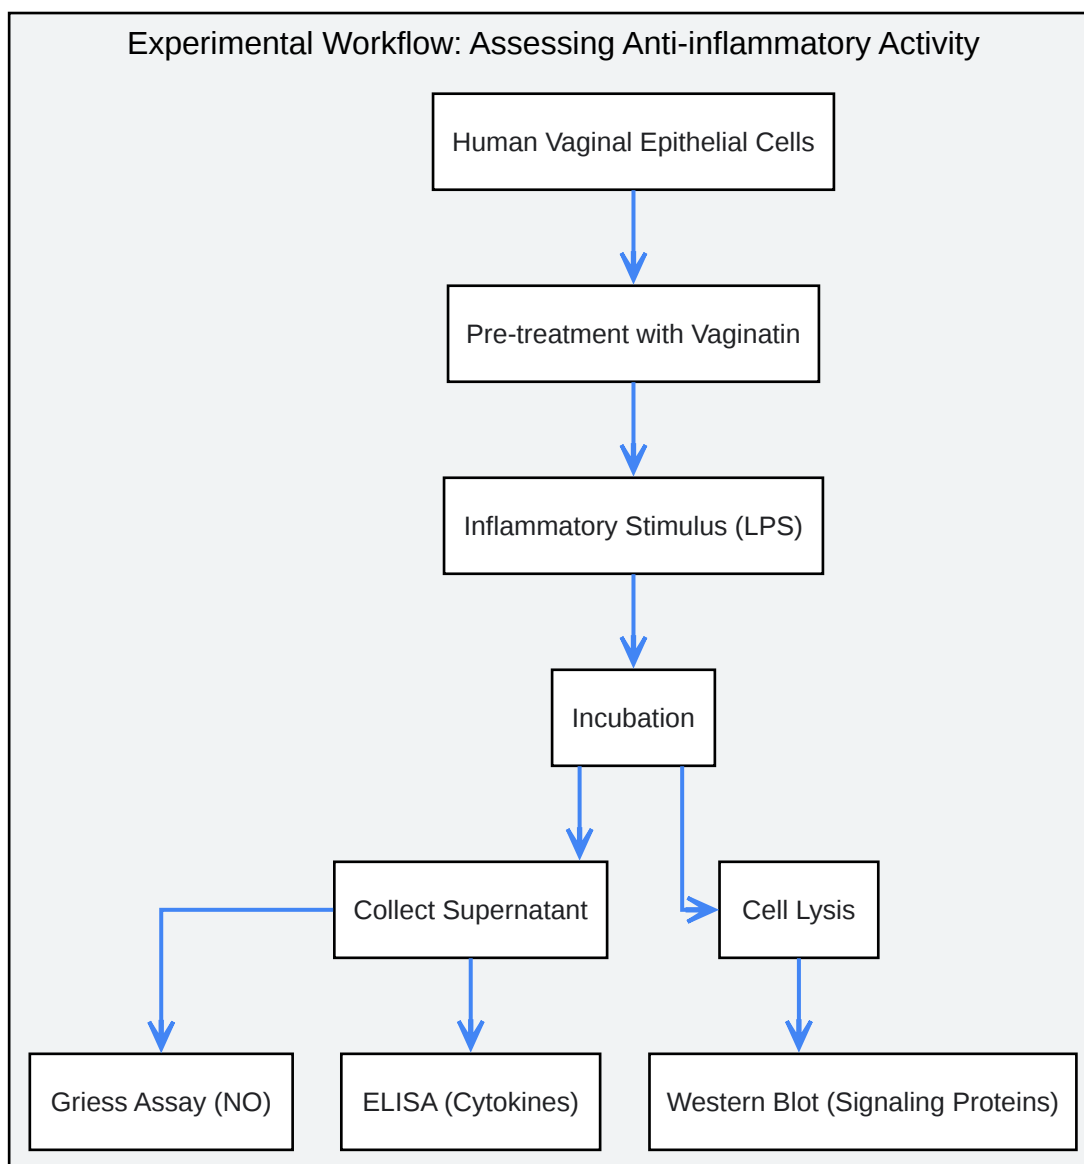 Experimental Workflow: Assessing Anti-inflammatory Activity
Human Vaginal Epithelial Cells
Pre-treatment with Vaginatin
Inflammatory Stimulus (LPS)
Incubation
Collect Supernatant
Cell Lysis
Griess Assay (NO)
ELISA (Cytokines)
Western Blot (Signaling Proteins)